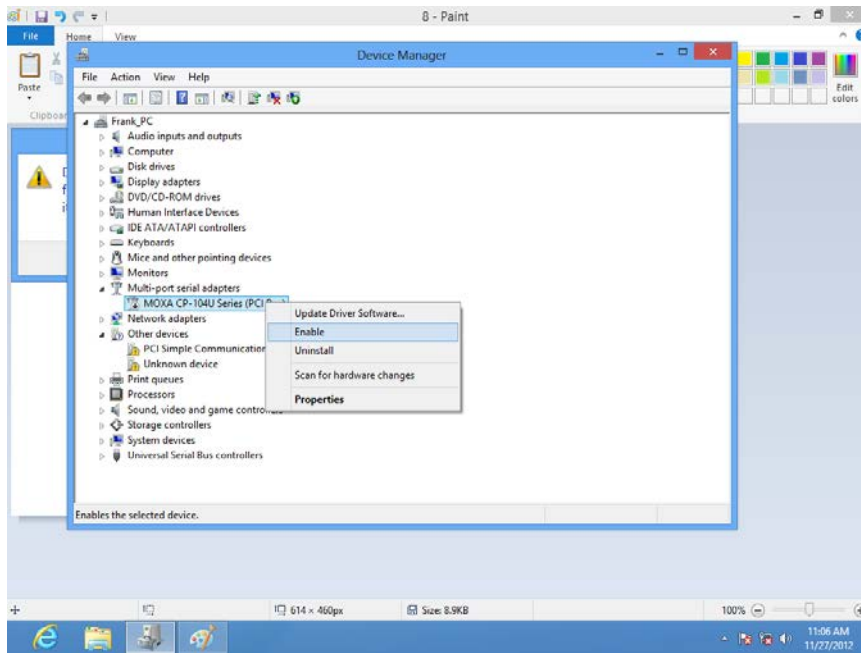 8 - Paint
File Home View
Paste
Clipboar
Edit
colors
Device Manager
File Action View Help
Frank_PC
Audio inputs and outputs
Computer
Disk drives
Display adapters
DVD/CD-ROM drives
Human Interface Devices
IDE ATA/ATAPI controllers
Keyboards
Mice and other pointing devices
Monitors
Multi-port serial adapters
MOXA CP-104U Series (PCI
Network adapters
Other devices
PCI Simple Communication
Unknown device
Print queues
Processors
Sound, video and game
Storage controllers
System devices
Universal Serial Bus controllers
Update Driver Software...
Enable
Uninstall
Scan for hardware changes
Properties
Enables the selected device.
614 × 460px
Size: 8.9KB
100%
11:06 AM
11/27/2012